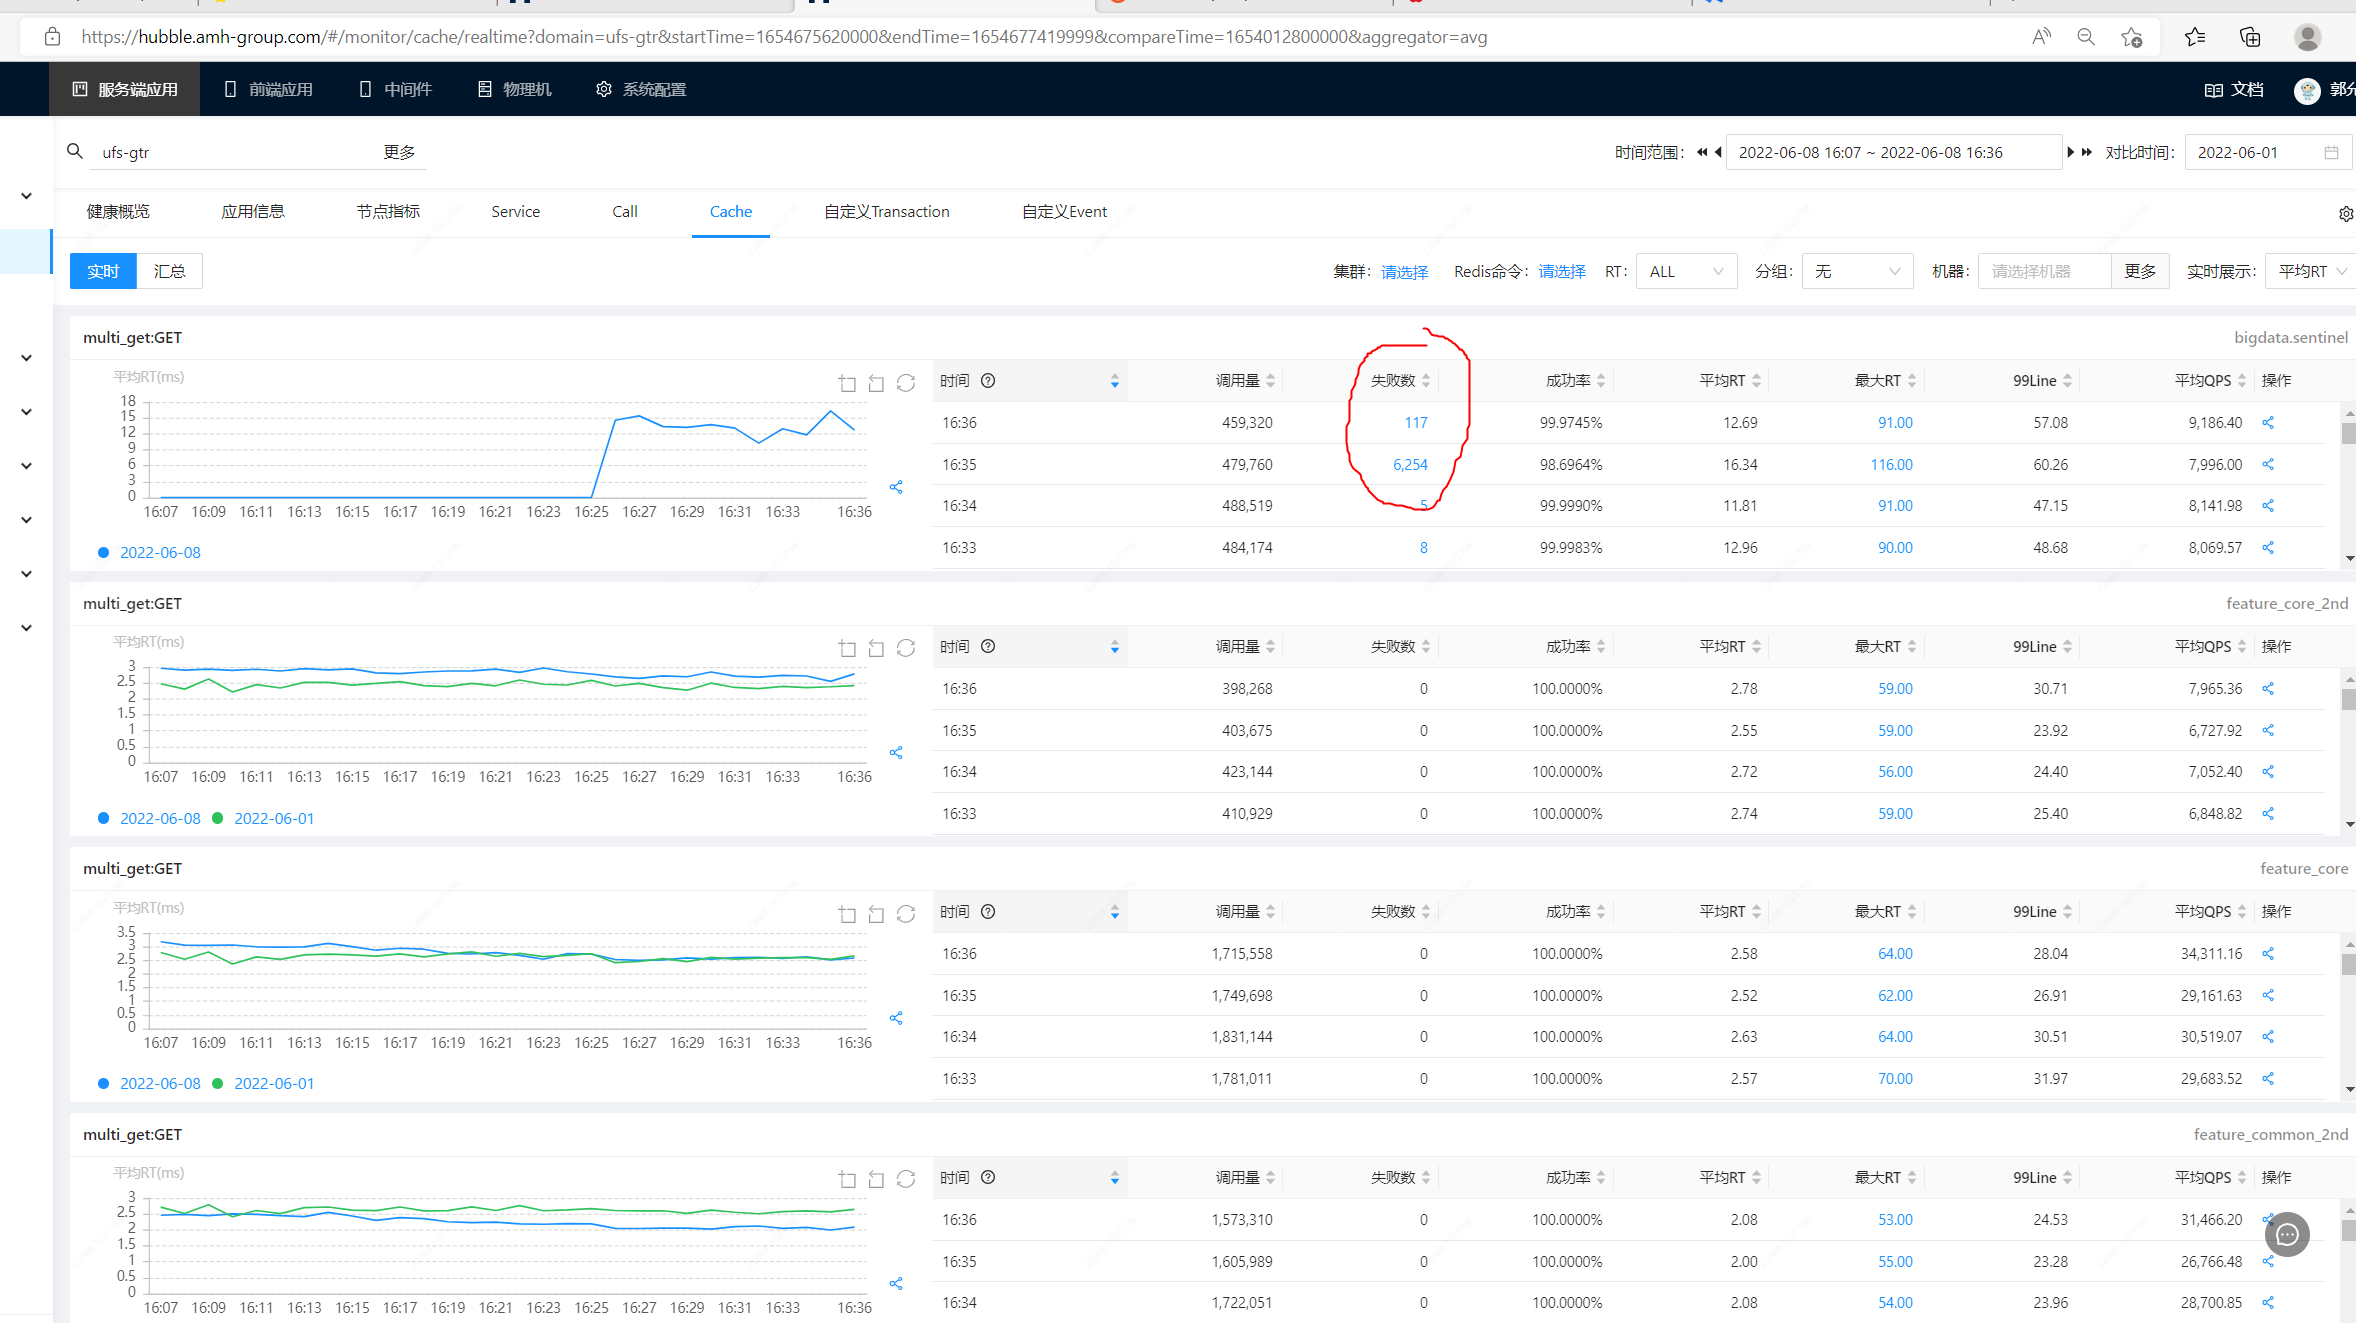 https://hubble.amh-group.com/#/monitor/cache/realtime?domain=ufs-gtr&startTime=1654675620000&endTime=1654677419999&compareTime=1654012800000&aggregator=avg
服务端应用 前端应用 中间件 物理机 系统配置 文档 郭
ufs-gtr 更多 时间范围: 2022-06-08 16:07 ~ 2022-06-08 16:36 对比时间: 2022-06-01
健康概览 应用信息 节点指标 Service Call Cache 自定义Transaction 自定义Event
实时 汇总 集群: 请选择 Redis命令: 请选择 RT: ALL 分组: 无 机器: 请选择机器 更多 实时展示: 平均RT
multi_get:GET bigdata.sentinel
平均RT(ms)
18
15
12
9
6
3
0
16:07 16:09 16:11 16:13 16:15 16:17 16:19 16:21 16:23 16:25 16:27 16:29 16:31 16:33 16:36
2022-06-08
时间 调用量 失败数 成功率 平均RT 最大RT 99Line 平均QPS 操作
16:36 459,320 117 99.9745% 12.69 91.00 57.08 9,186.40
16:35 479,760 6,254 98.6964% 16.34 116.00 60.26 7,996.00
16:34 488,519 5 99.9990% 11.81 91.00 47.15 8,141.98
16:33 484,174 8 99.9983% 12.96 90.00 48.68 8,069.57
multi_get:GET feature_core_2nd
平均RT(ms)
3
2.5
2
1.5
1
0.5
0
16:07 16:09 16:11 16:13 16:15 16:17 16:19 16:21 16:23 16:25 16:27 16:29 16:31 16:33 16:36
2022-06-08 2022-06-01
时间 调用量 失败数 成功率 平均RT 最大RT 99Line 平均QPS 操作
16:36 398,268 0 100.0000% 2.78 59.00 30.71 7,965.36
16:35 403,675 0 100.0000% 2.55 59.00 23.92 6,727.92
16:34 423,144 0 100.0000% 2.72 56.00 24.40 7,052.40
16:33 410,929 0 100.0000% 2.74 59.00 25.40 6,848.82
multi_get:GET feature_core
平均RT(ms)
3.5
3
2.5
2
1.5
1
0.5
0
16:07 16:09 16:11 16:13 16:15 16:17 16:19 16:21 16:23 16:25 16:27 16:29 16:31 16:33 16:36
2022-06-08 2022-06-01
时间 调用量 失败数 成功率 平均RT 最大RT 99Line 平均QPS 操作
16:36 1,715,558 0 100.0000% 2.58 64.00 28.04 34,311.16
16:35 1,749,698 0 100.0000% 2.52 62.00 26.91 29,161.63
16:34 1,831,144 0 100.0000% 2.63 64.00 30.51 30,519.07
16:33 1,781,011 0 100.0000% 2.57 70.00 31.97 29,683.52
multi_get:GET feature_common_2nd
平均RT(ms)
3
2.5
2
1.5
1
0.5
0
16:07 16:09 16:11 16:13 16:15 16:17 16:19 16:21 16:23 16:25 16:27 16:29 16:31 16:33 16:36
时间 调用量 失败数 成功率 平均RT 最大RT 99Line 平均QPS 操作
16:36 1,573,310 0 100.0000% 2.08 53.00 24.53 31,466.20
16:35 1,605,989 0 100.0000% 2.00 55.00 23.28 26,766.48
16:34 1,722,051 0 100.0000% 2.08 54.00 23.96 28,700.85